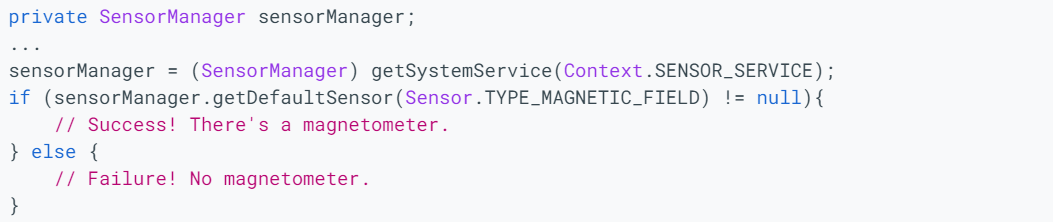 private SensorManager sensorManager;
...
sensorManager = (SensorManager) getSystemService(Context.SENSOR_SERVICE);
if (sensorManager.getDefaultSensor(Sensor.TYPE_MAGNETIC_FIELD) != null){
    // Success! There's a magnetometer.
} else {
    // Failure! No magnetometer.
}